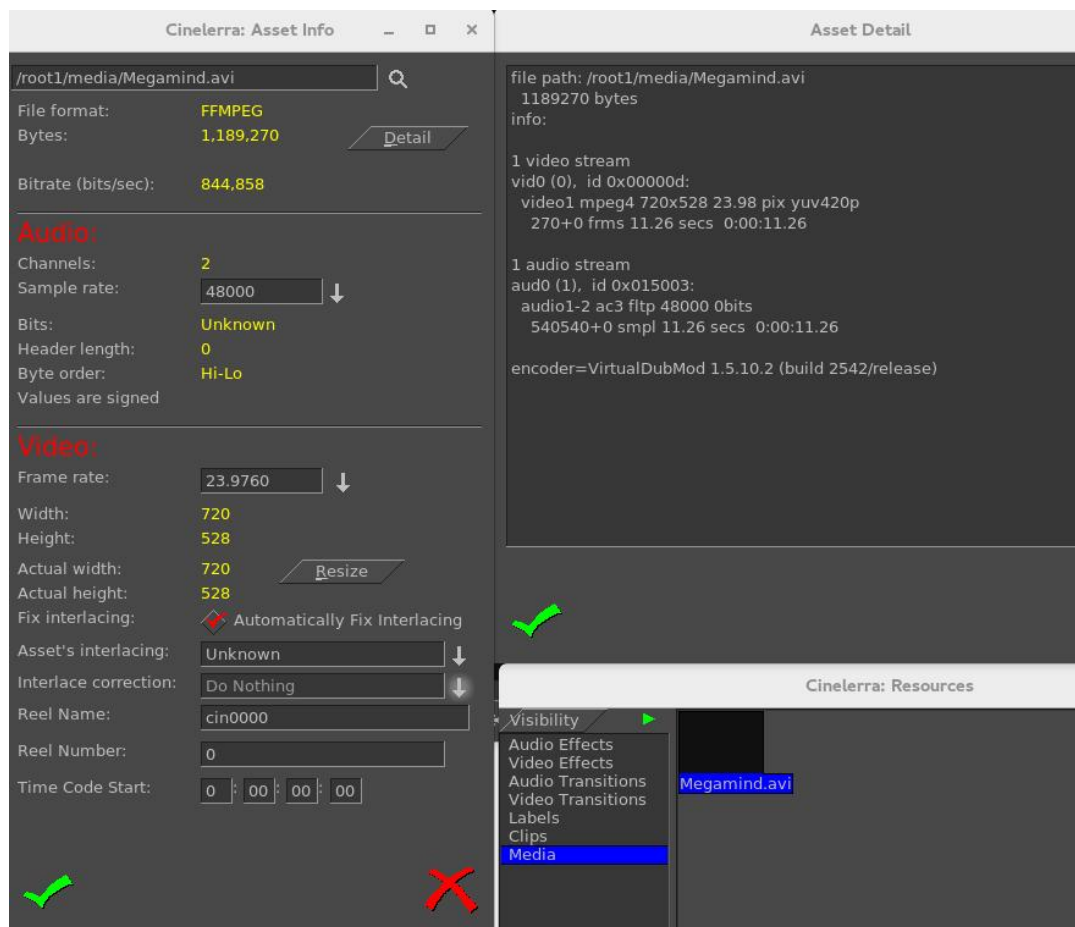 Cinelerra: Asset Info
/root1/media/Megamind.avi
File format: FFMPEG
Bytes: 1,189,270
Detail
Bitrate (bits/sec): 844,858
Audio:
Channels: 2
Sample rate: 48000
Bits: Unknown
Header length: 0
Byte order: Hi-Lo
Values are signed
Video:
Frame rate: 23.9760
Width: 720
Height: 528
Actual width: 720
Resize
Actual height: 528
Fix interlacing: Automatically Fix Interlacing
Asset's interlacing: Unknown
Interlace correction: Do Nothing
Reel Name: cin0000
Reel Number: 0
Time Code Start: 0 : 00 : 00 : 00
Asset Detail
file path: /root1/media/Megamind.avi
1189270 bytes
info:
1 video stream
vid0 (0), id 0x00000d:
video1 mpeg4 720x528 23.98 pix yuv420p
270+0 frms 11.26 secs 0:00:11.26
1 audio stream
aud0 (1), id 0x015003:
audio1-2 ac3 fltp 48000 0bits
540540+0 smpl 11.26 secs 0:00:11.26
encoder=VirtualDubMod 1.5.10.2 (build 2542/release)
Cinelerra: Resources
Visibility
Audio Effects
Video Effects
Audio Transitions
Video Transitions
Labels
Clips
Media
Megamind.avi